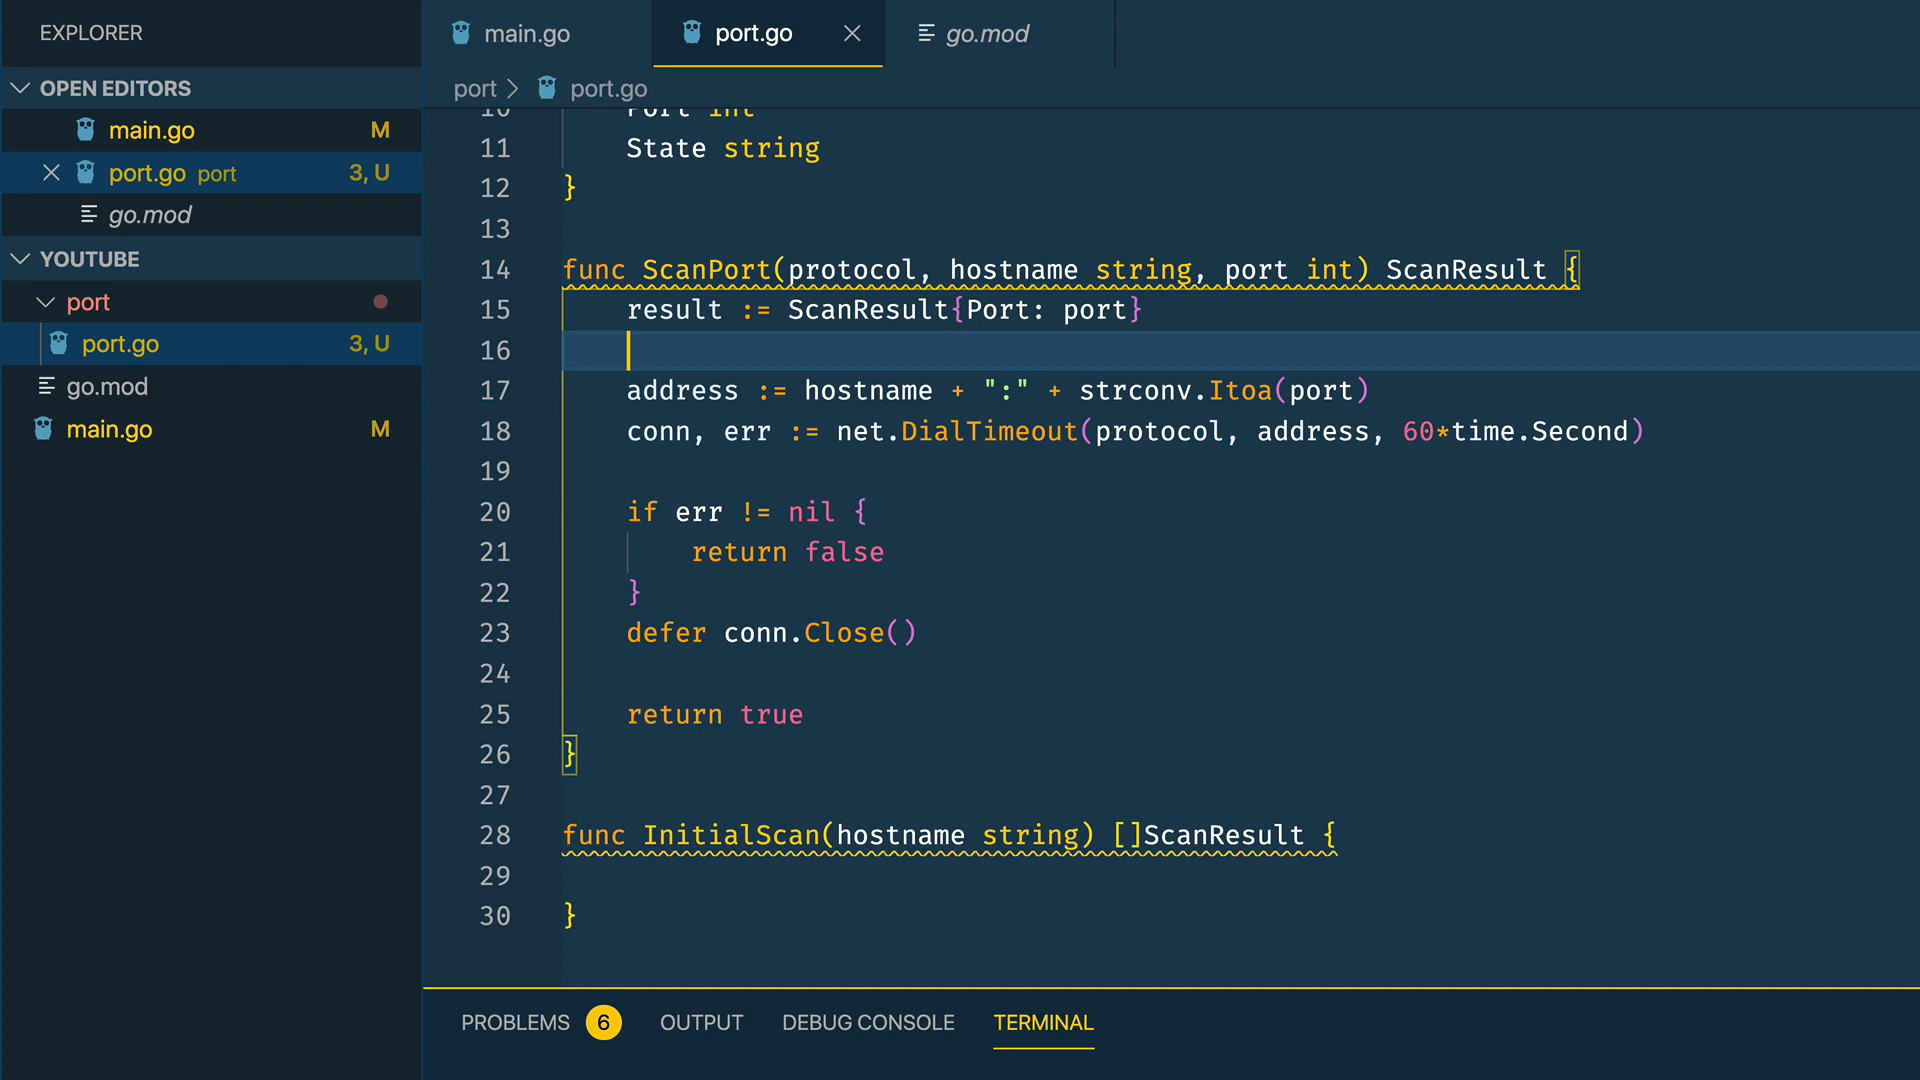 EXPLORER
OPEN EDITORS
main.go M
port.go port 3, U
go.mod
YOUTUBE
port
port.go 3, U
go.mod
main.go M
main.go port.go go.mod
port > port.go
10 Port int
11 State string
12 }
13
14 func ScanPort(protocol, hostname string, port int) ScanResult {
15 result := ScanResult{Port: port}
16
17 address := hostname + ":" + strconv.Itoa(port)
18 conn, err := net.DialTimeout(protocol, address, 60*time.Second)
19
20 if err != nil {
21 return false
22 }
23 defer conn.Close()
24
25 return true
26 }
27
28 func InitialScan(hostname string) []ScanResult {
29
30 }
PROBLEMS 6 OUTPUT DEBUG CONSOLE TERMINAL